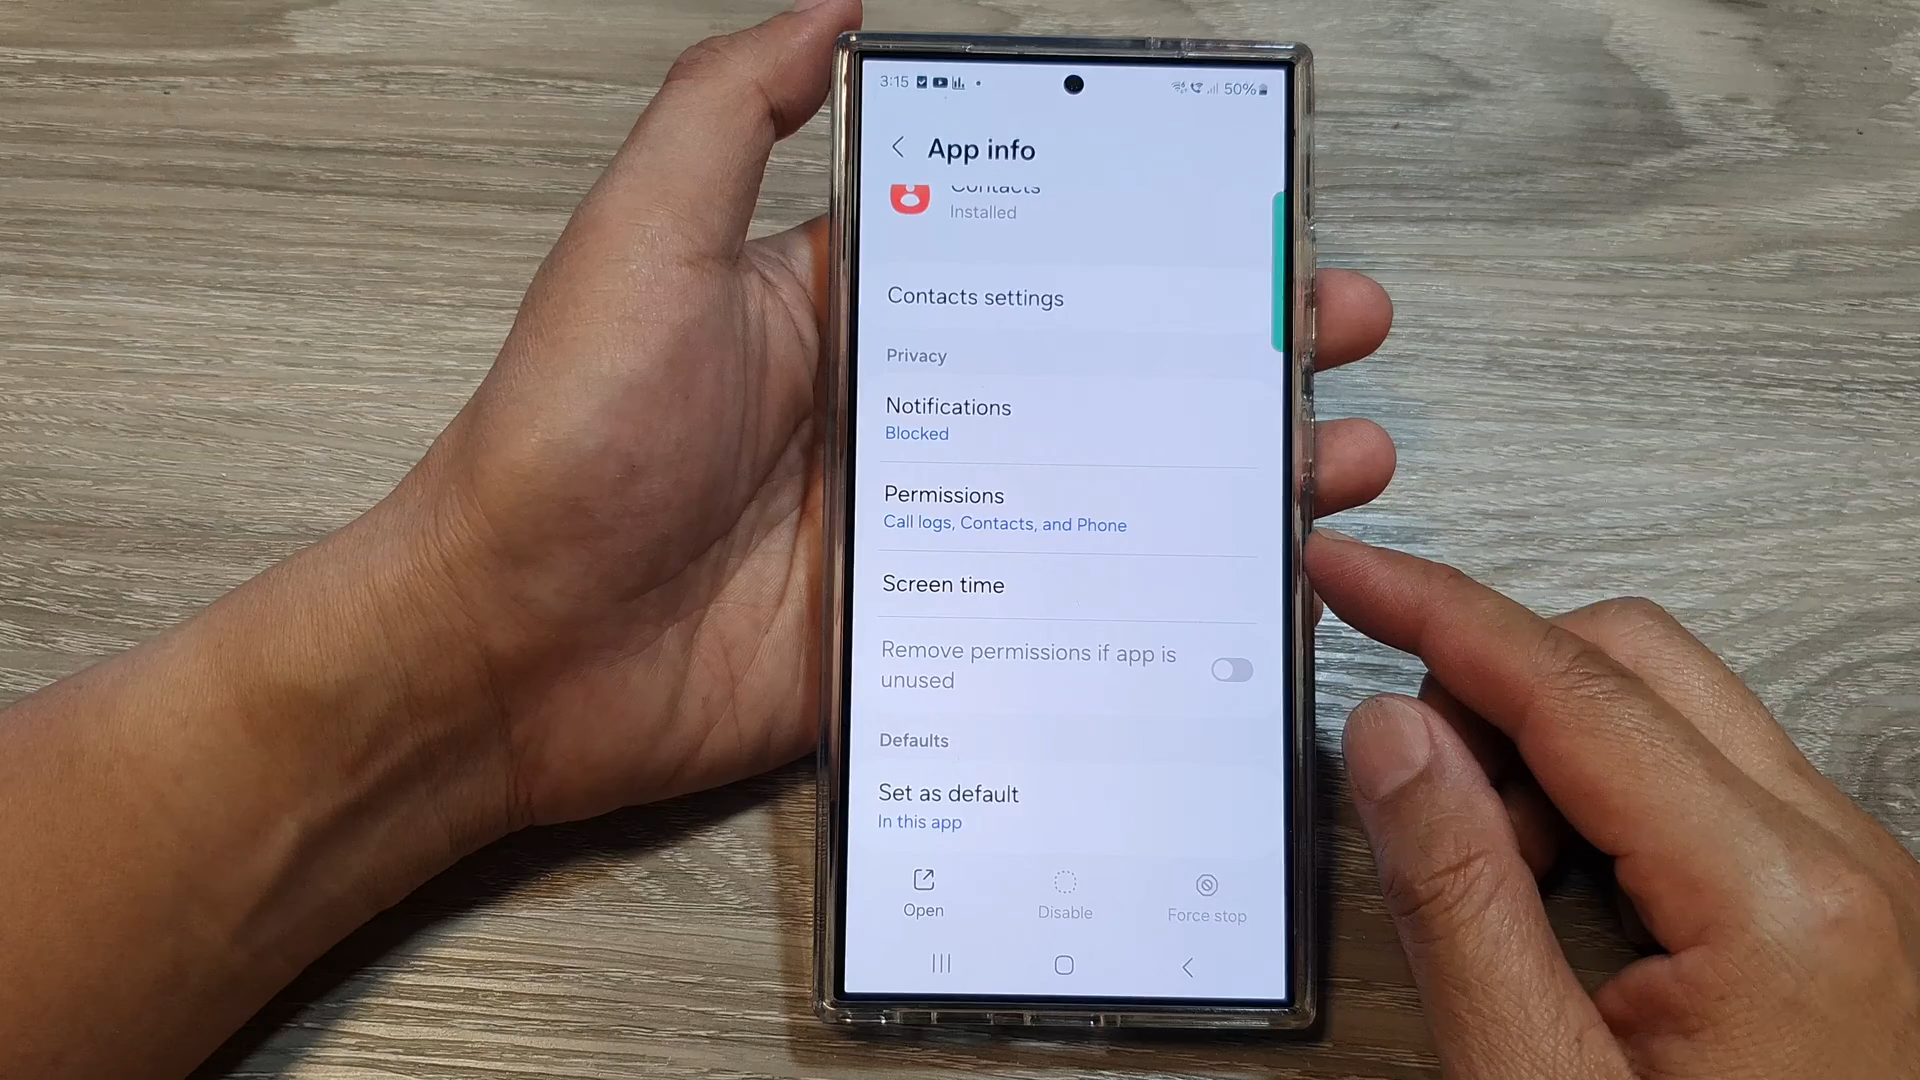 3:15 50%
App info
Contacts
Installed
Contacts settings
Privacy
Notifications
Blocked
Permissions
Call logs, Contacts, and Phone
Screen time
Remove permissions if app is
unused
Defaults
Set as default
In this app
Open Disable Force stop